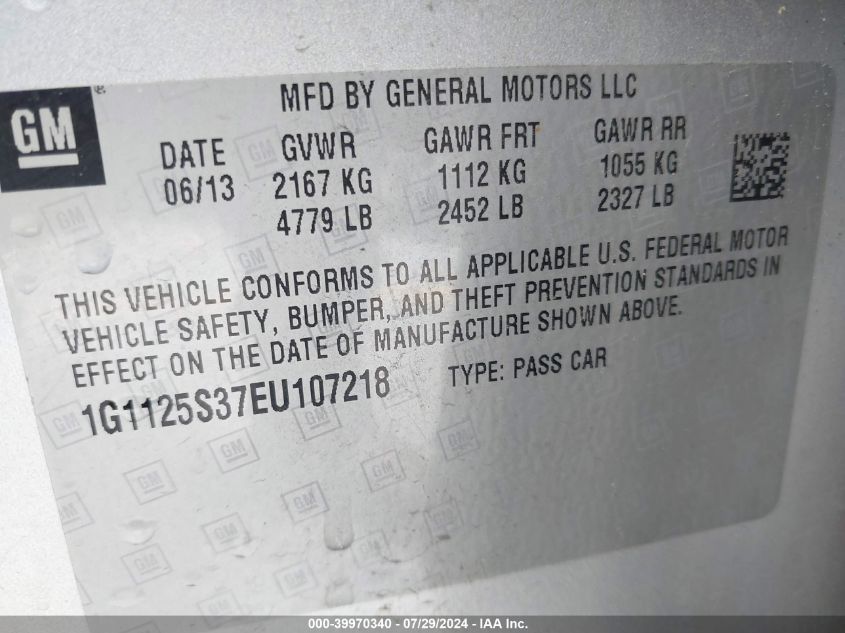 GM®
MFD BY GENERAL MOTORS LLC
DATE GVWR GAWR FRT GAWR RR
06/13 2167 KG 1112 KG 1055 KG
4779 LB 2452 LB 2327 LB
THIS VEHICLE CONFORMS TO ALL APPLICABLE U.S. FEDERAL MOTOR
VEHICLE SAFETY, BUMPER, AND THEFT PREVENTION STANDARDS IN
EFFECT ON THE DATE OF MANUFACTURE SHOWN ABOVE.
1G1125S37EU107218 TYPE: PASS CAR
000-39970340 / 07/29/2024 - IAA Inc.